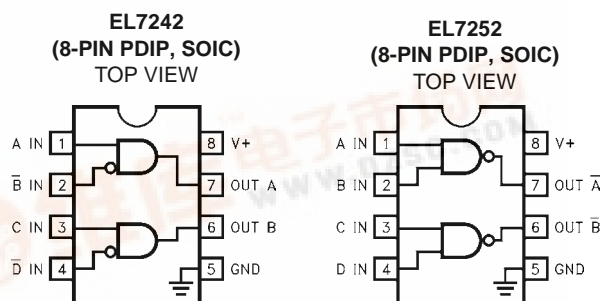 EL7242
(8-PIN PDIP, SOIC)
TOP VIEW
A IN 1
B̅ IN 2
C IN 3
D̅ IN 4
8 V+
7 OUT A
6 OUT B
5 GND
EL7252
(8-PIN PDIP, SOIC)
TOP VIEW
A IN 1
B IN 2
C IN 3
D IN 4
8 V+
7 OUT A̅
6 OUT B̅
5 GND